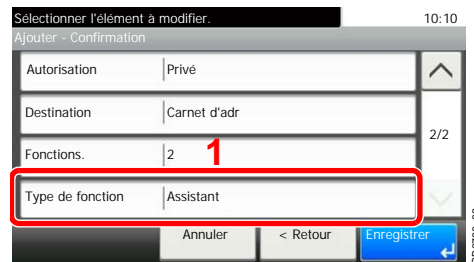 Sélectionner l'élément à modifier. 10:10
Ajouter - Confirmation
Autorisation Privé
Destination Carnet d'adr
2/2
Fonctions. 2 1
Type de fonction Assistant
Annuler < Retour Enregistrer